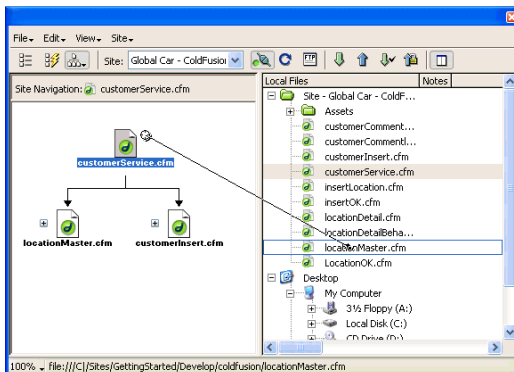 File Edit View Site
Site: Global Car - ColdFusion
Site Navigation: customerService.cfm
customerService.cfm
locationMaster.cfm
customerInsert.cfm
Local Files Notes
Site - Global Car - ColdF...
Assets
customerComment...
customerCommentl...
customerInsert.cfm
customerService.cfm
insertLocation.cfm
insertOK.cfm
locationDetail.cfm
locationDetailBeha...
locationMaster.cfm
LocationOK.cfm
Desktop
My Computer
3½ Floppy (A:)
Local Disk (C:)
CD Drive (D:)
100% file:///C|/Sites/GettingStarted/Develop/coldfusion/locationMaster.cfm